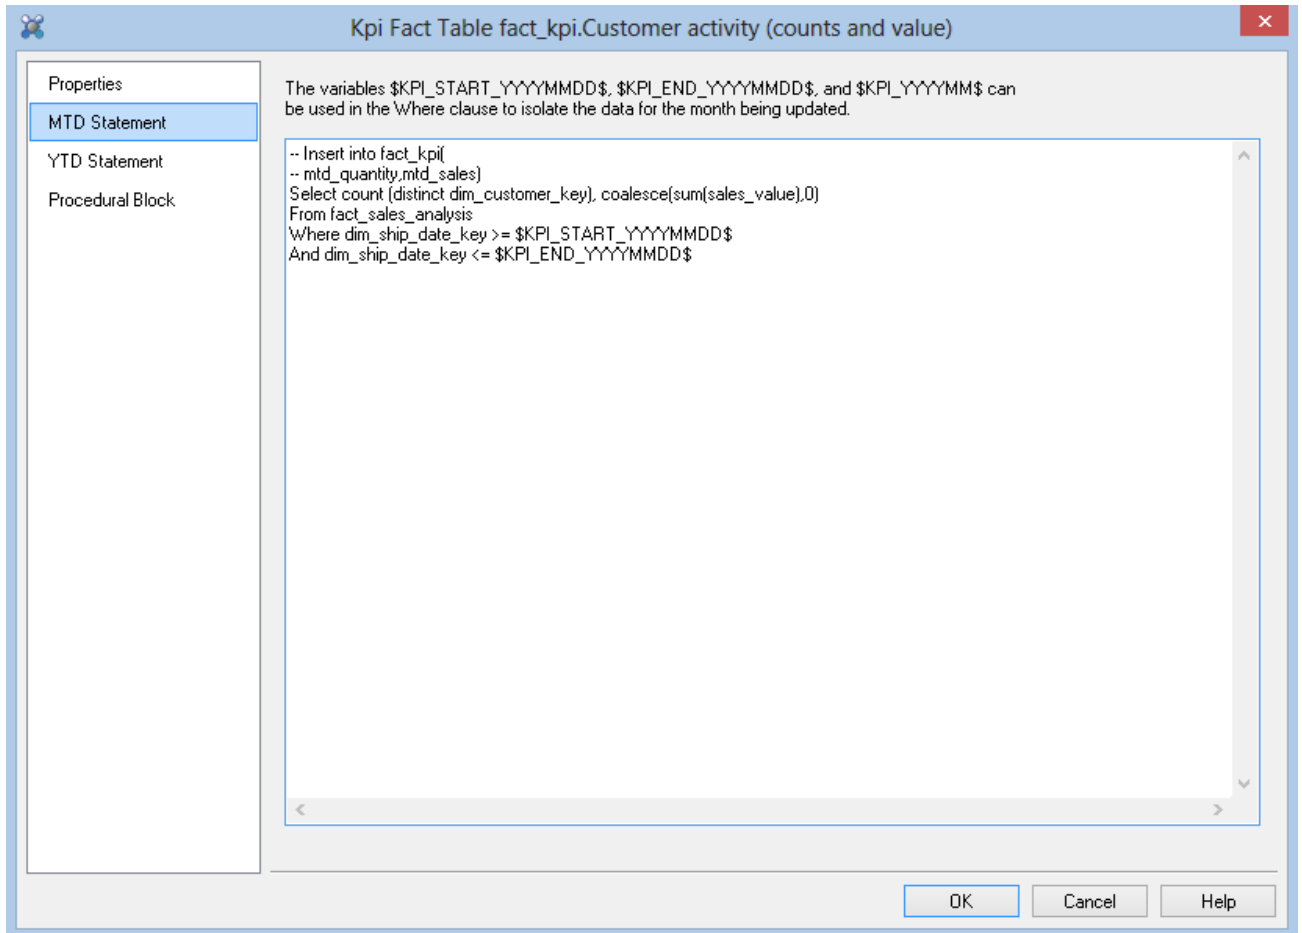 Kpi Fact Table fact_kpi.Customer activity (counts and value)
Properties
MTD Statement
YTD Statement
Procedural Block
The variables $KPI_START_YYYYMMDD$, $KPI_END_YYYYMMDD$, and $KPI_YYYYMM$ can
be used in the Where clause to isolate the data for the month being updated.
-- Insert into fact_kpi(
-- mtd_quantity,mtd_sales)
Select count (distinct dim_customer_key), coalesce(sum(sales_value),0)
From fact_sales_analysis
Where dim_ship_date_key >= $KPI_START_YYYYMMDD$
And dim_ship_date_key <= $KPI_END_YYYYMMDD$
OK
Cancel
Help